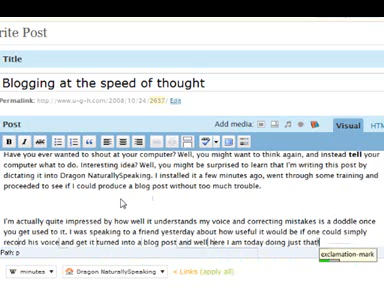 rite Post
Title
Blogging at the speed of thought
Permalink: http://www.u-g-h.com/2008/10/24/2637/ Edit
Post
Add media:
Visual
HTM
B I ABC
ABC
Have you ever wanted to shout at your computer? Well, you might want to think again, and instead tell your
computer what to do. Interesting idea? Well, you might be surprised to learn that I'm writing this post by
dictating it into Dragon NaturallySpeaking. I installed it a few minutes ago, went through some training and
proceeded to see if I could produce a blog post without too much trouble.
I'm actually quite impressed by how well it understands my voice and correcting mistakes is a doddle once
you get used to it. I was speaking to a friend yesterday about how useful it would be if one could simply
record his voice and get it turned into a blog post and well here I am today doing just that!
Path: p
exclamation-mark
minutes
Dragon NaturallySpeaking
« Links (apply all)